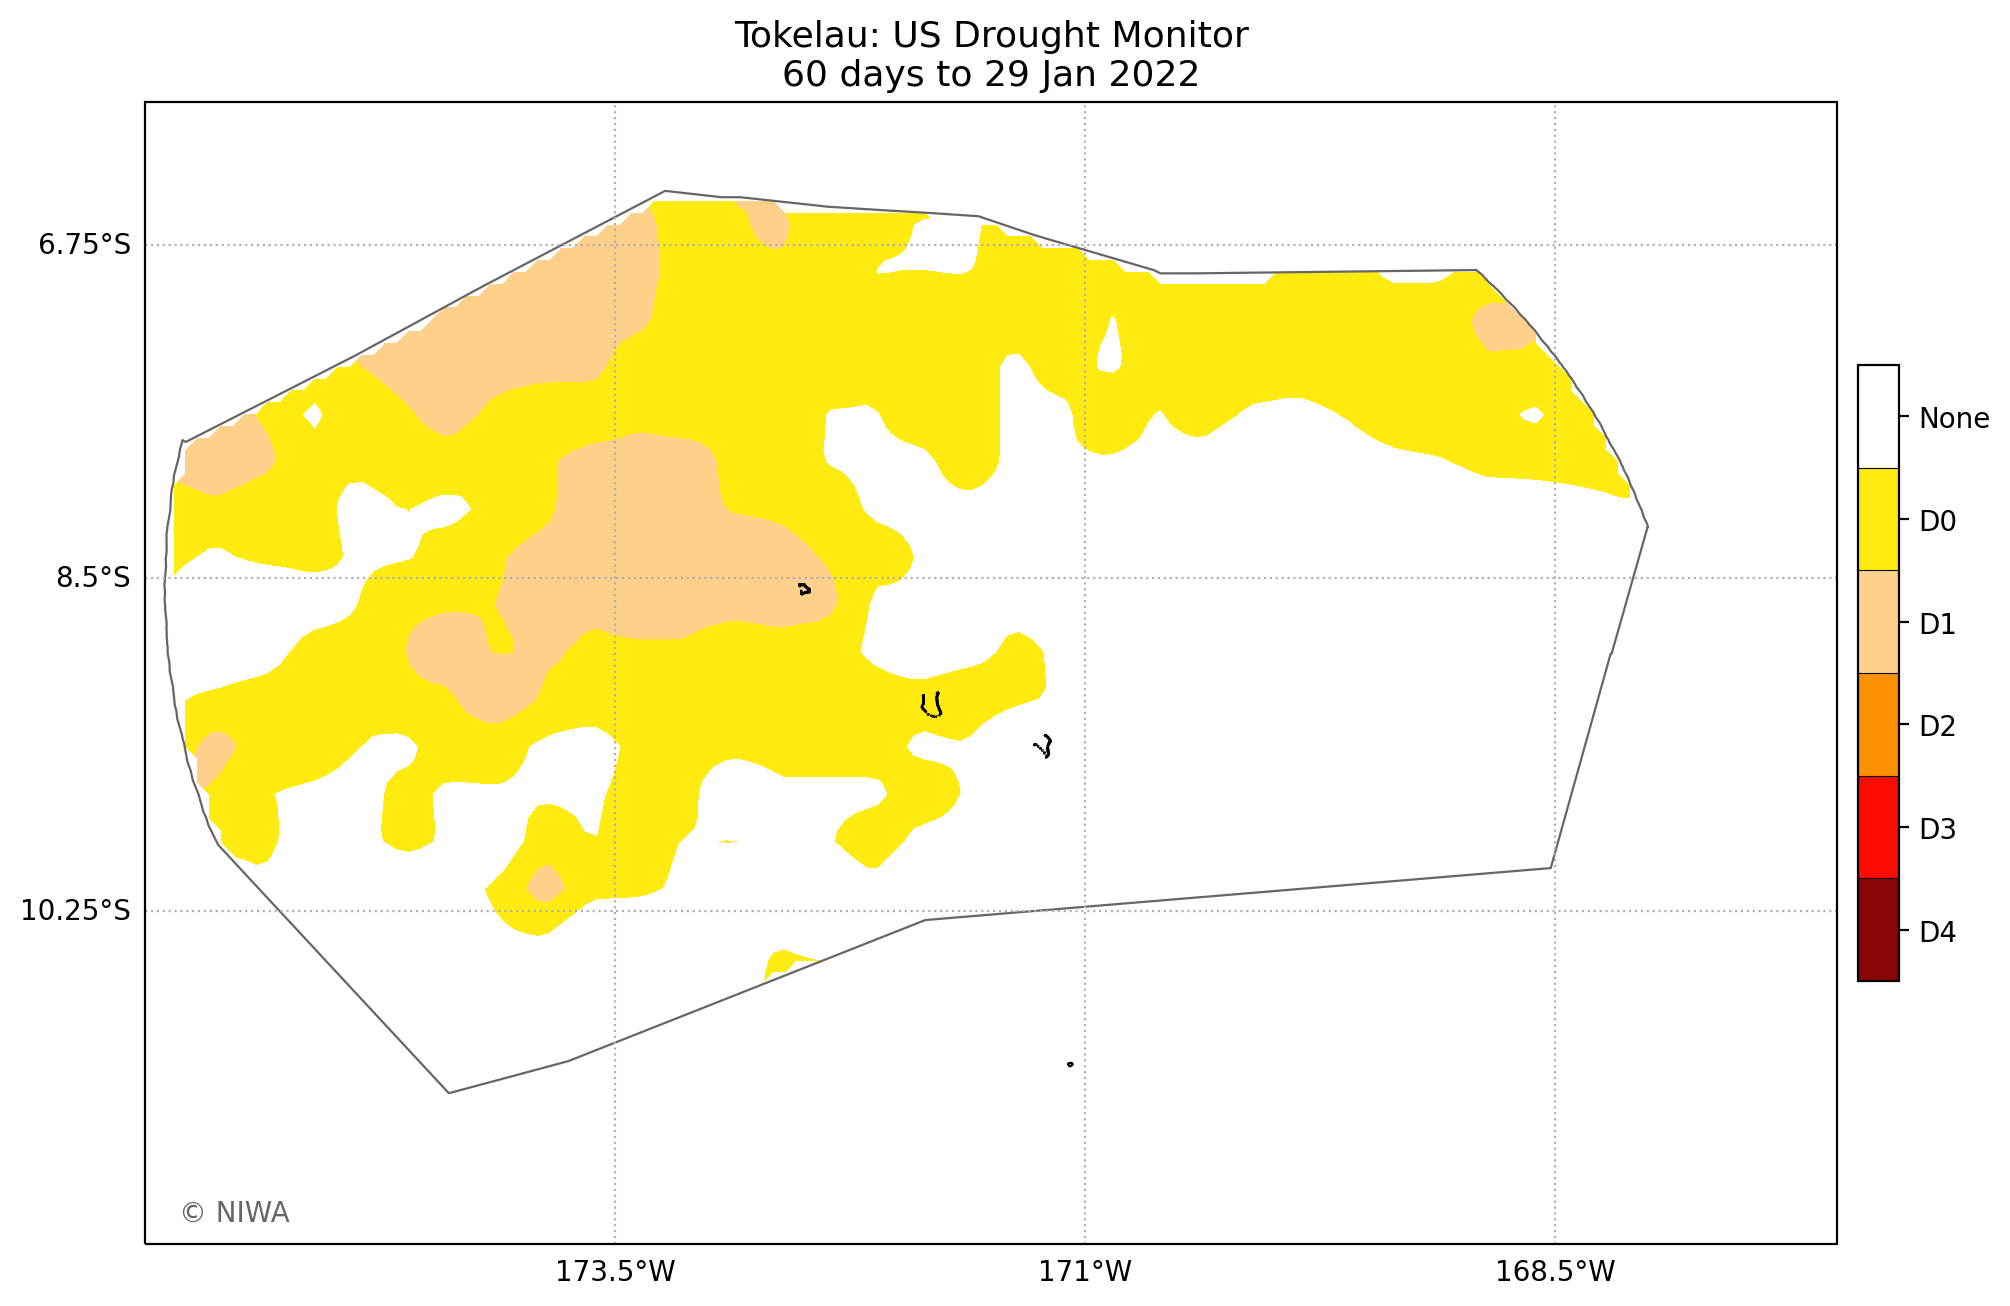 Tokelau: US Drought Monitor
60 days to 29 Jan 2022
6.75°S
8.5°S
10.25°S
173.5°W
171°W
168.5°W
None
D0
D1
D2
D3
D4
© NIWA